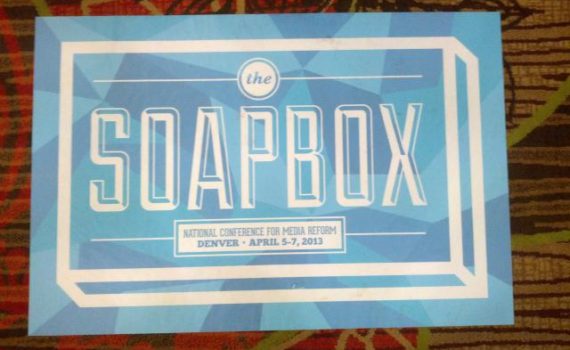 the
SOAPBOX
NATIONAL CONFERENCE FOR MEDIA REFORM
DENVER • APRIL 5-7, 2013